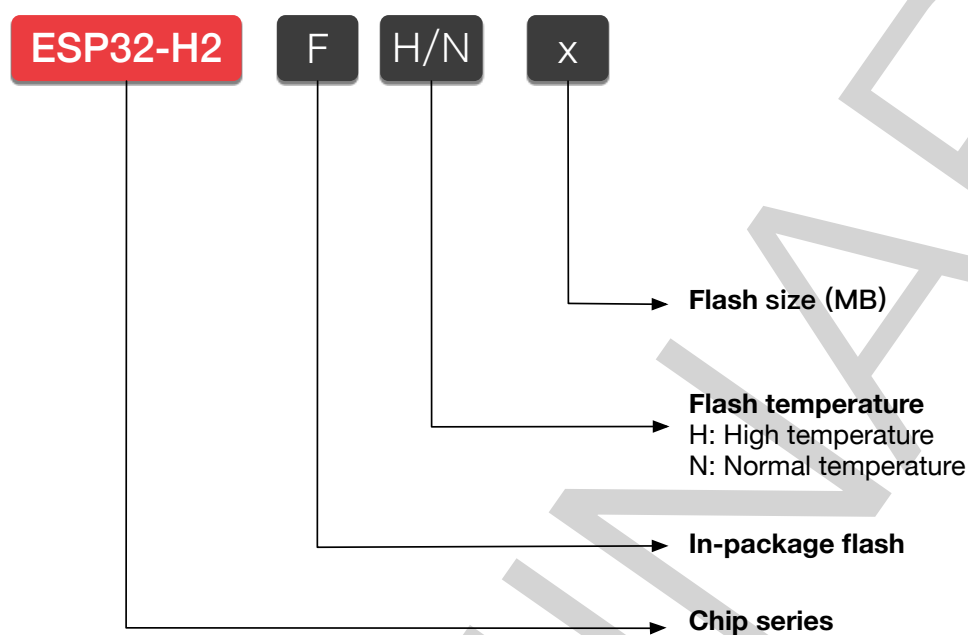 ESP32-H2 F H/N x
Flash size (MB)
Flash temperature
H: High temperature
N: Normal temperature
In-package flash
Chip series